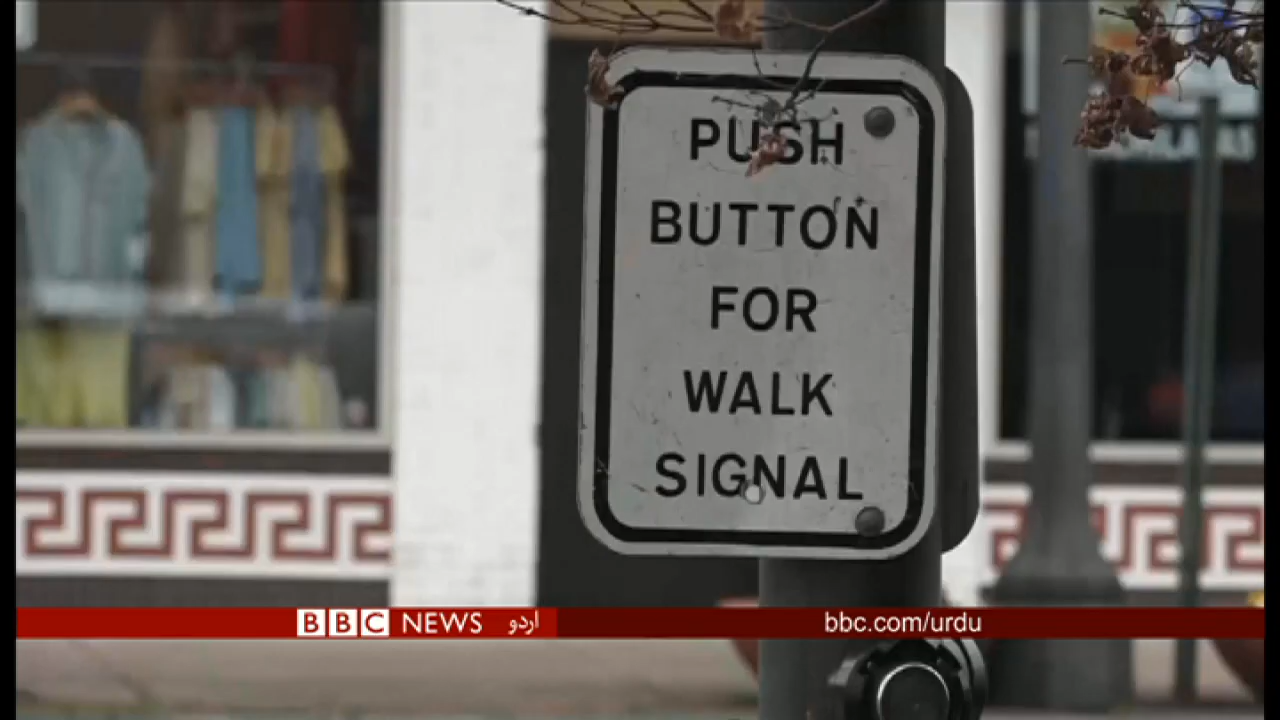 PUSH
BUTTON
FOR
WALK
SIGNAL
BBC NEWS اردو
bbc.com/urdu